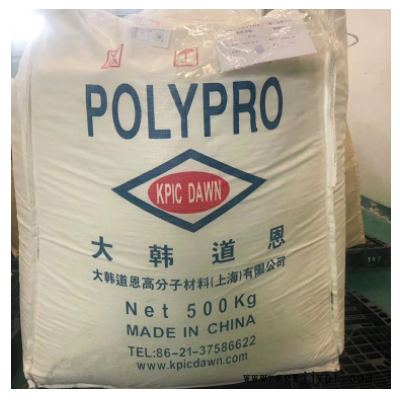 POLYPRO
KPIC DAWN
大韩道恩
大韩道恩高分子材料(上海)有限公司
Net 500Kg
MADE IN CHINA
TEL:86-21-37586622
www.kpicdawn.com